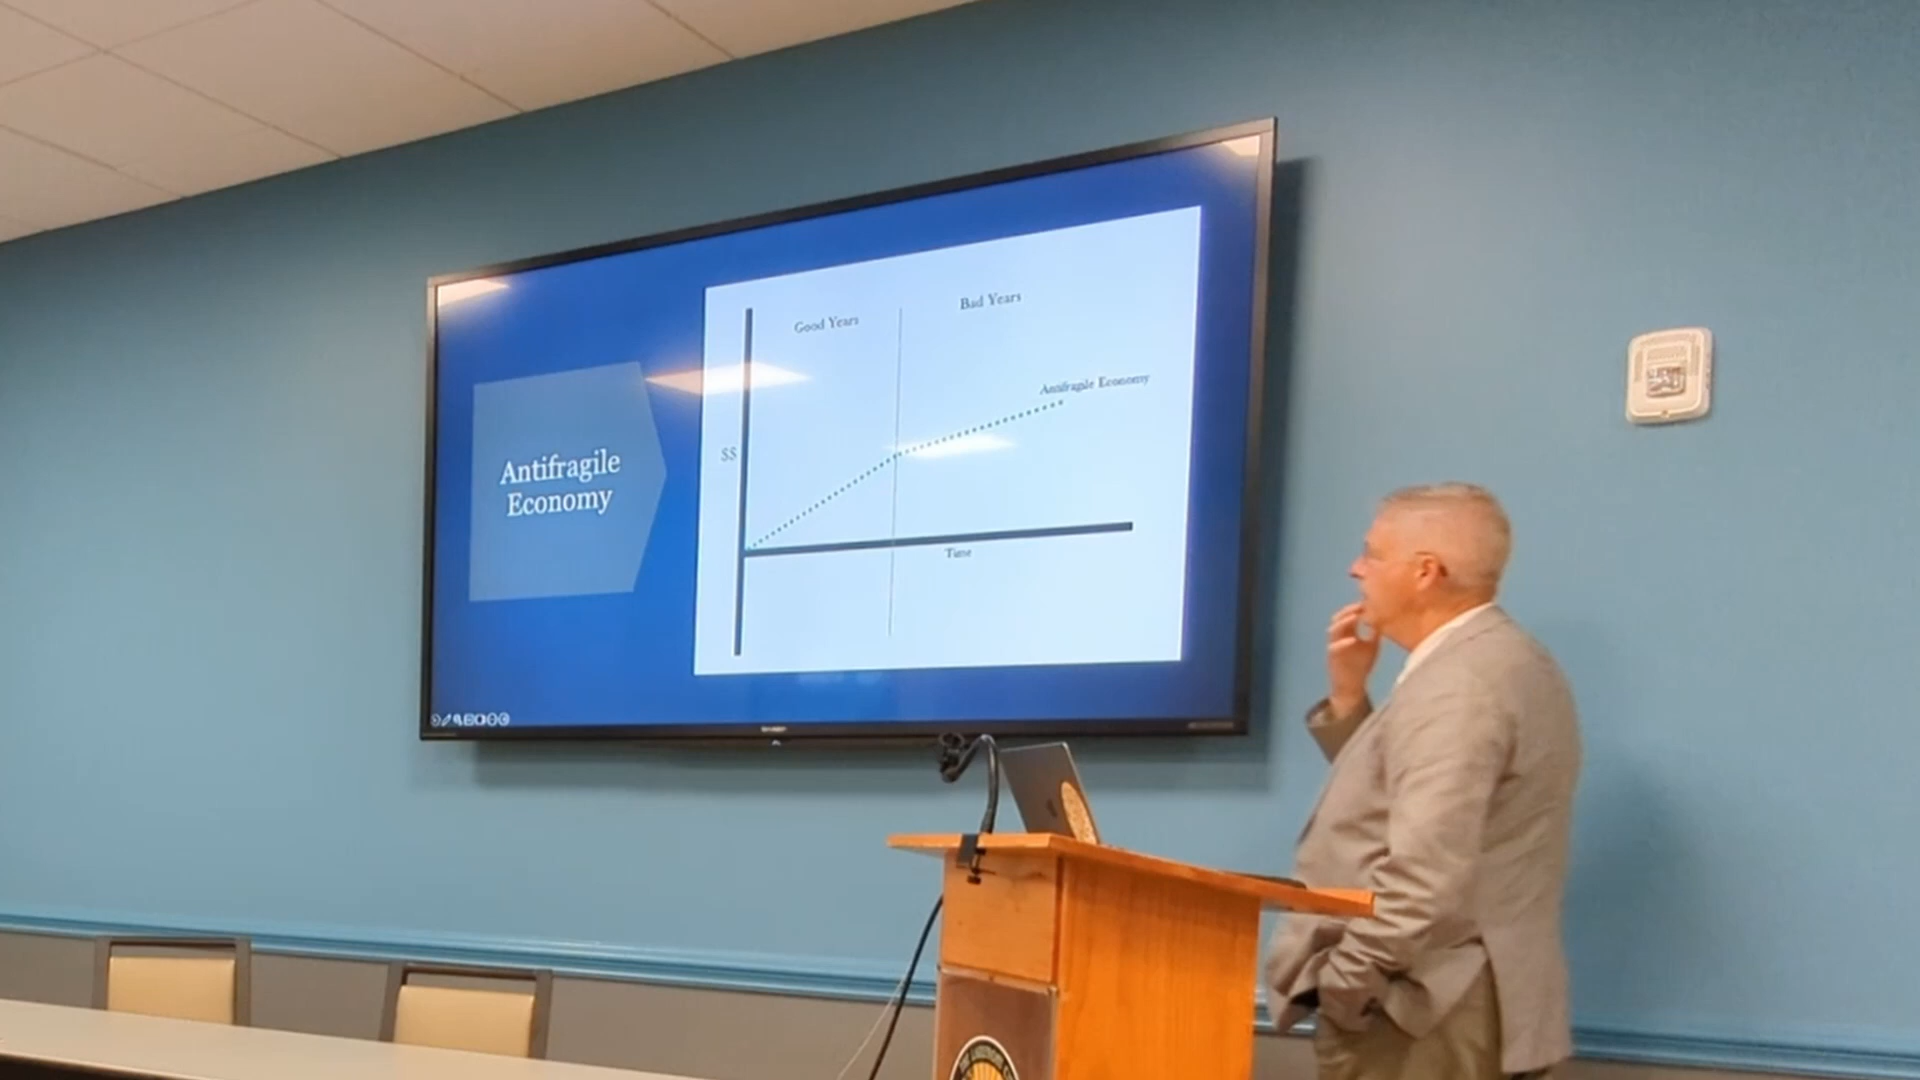 Antifragile
Economy
Good Years
Bad Years
Antifragile Economy
$$
Time